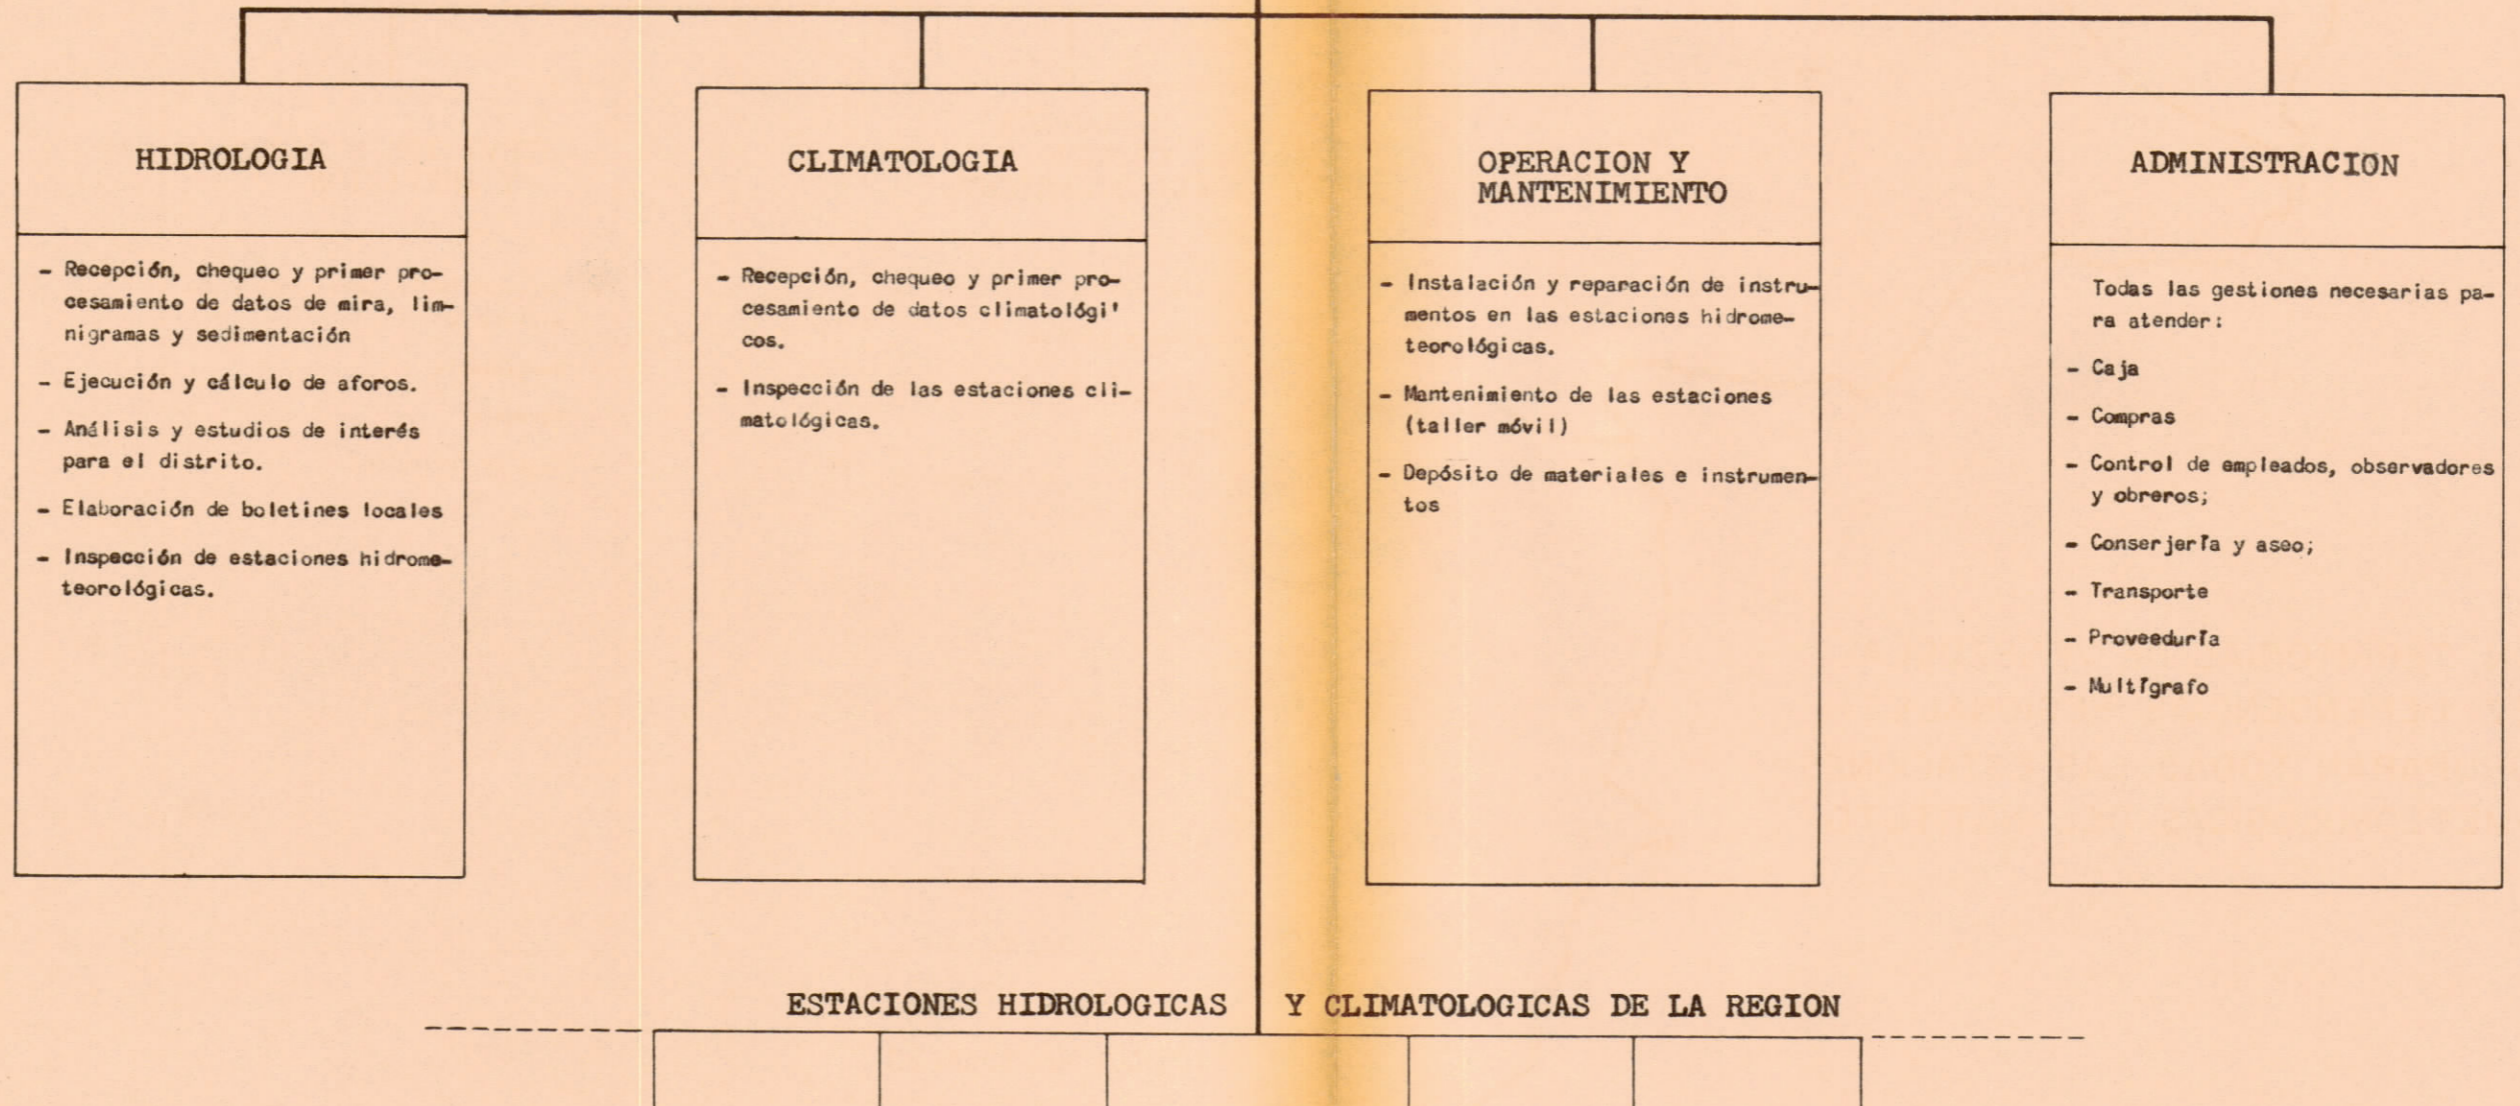 HIDROLOGIA
- Recepción, chequeo y primer pro-
cesamiento de datos de mira, lim-
nigramas y sedimentación
- Ejecución y cálculo de aforos.
- Análisis y estudios de interés
para el distrito.
- Elaboración de boletines locales
- Inspección de estaciones hidrome-
teorológicas.
CLIMATOLOGIA
- Recepción, chequeo y primer pro-
cesamiento de datos climatológi'
cos.
- Inspección de las estaciones cli-
matológicas.
OPERACION Y
MANTENIMIENTO
- Instalación y reparación de instru-
mentos en las estaciones hidrome-
teorológicas.
- Mantenimiento de las estaciones
(taller móvil)
- Depósito de materiales e instrumen-
tos
ADMINISTRACION
Todas las gestiones necesarias pa-
ra atender:
- Caja
- Compras
- Control de empleados, observadores
y obreros;
- Conserjería y aseo;
- Transporte
- Proveeduría
- Multígrafo
ESTACIONES HIDROLOGICAS Y CLIMATOLOGICAS DE LA REGION